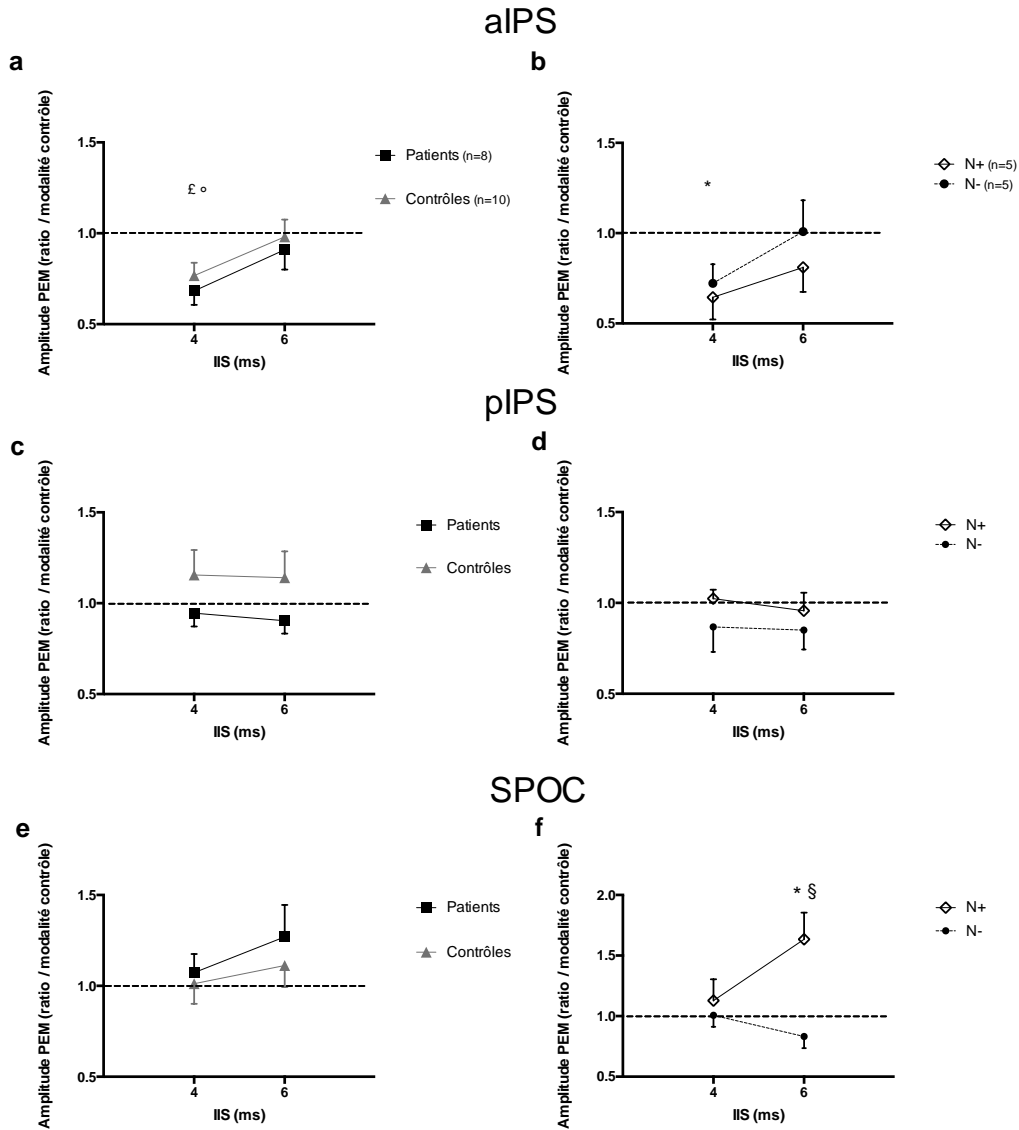 aIPS
a
Amplitude PEM (ratio / modalité contrôle)
1.5
1.0
0.5
£ °
4
6
IIS (ms)
Patients (n=8)
Contrôles (n=10)
b
Amplitude PEM (ratio / modalité contrôle)
1.5
1.0
0.5
*
4
6
IIS (ms)
N+ (n=5)
N- (n=5)
pIPS
c
Amplitude PEM (ratio / modalité contrôle)
1.5
1.0
0.5
4
6
IIS (ms)
Patients
Contrôles
d
Amplitude PEM (ratio / modalité contrôle)
1.5
1.0
0.5
4
6
IIS (ms)
N+
N-
SPOC
e
Amplitude PEM (ratio / modalité contrôle)
1.5
1.0
0.5
4
6
IIS (ms)
Patients
Contrôles
f
Amplitude PEM (ratio / modalité contrôle)
2.0
1.5
1.0
0.5
* §
4
6
IIS (ms)
N+
N-